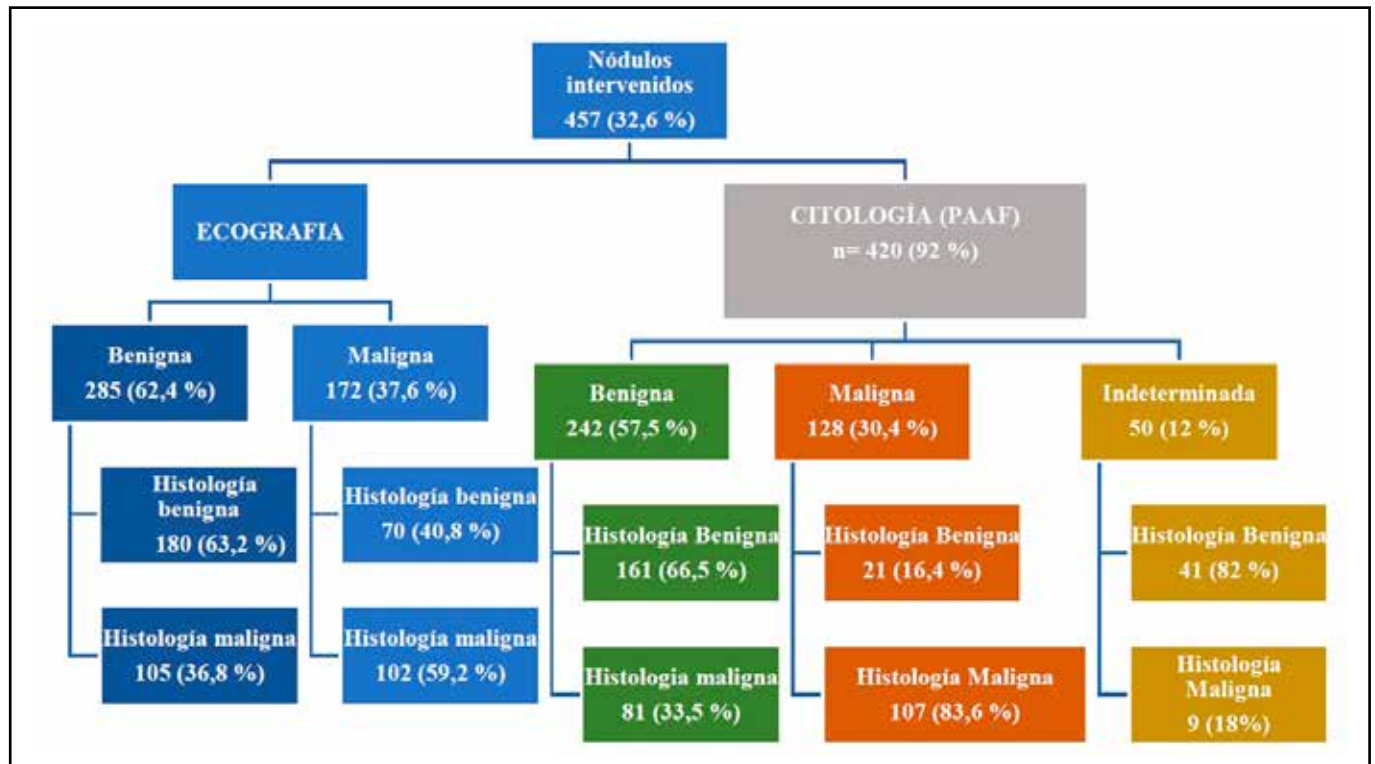 Nódulos
intervenidos
457 (32,6 %)
ECOGRAFIA
CITOLOGÍA (PAAF)
n= 420 (92 %)
Benigna
285 (62,4 %)
Maligna
172 (37,6 %)
Benigna
242 (57,5 %)
Maligna
128 (30,4 %)
Indeterminada
50 (12 %)
Histología
benigna
180 (63,2 %)
Histología benigna
70 (40,8 %)
Histología Benigna
161 (66,5 %)
Histología Benigna
21 (16,4 %)
Histología Benigna
41 (82 %)
Histología maligna
105 (36,8 %)
Histología maligna
102 (59,2 %)
Histologia maligna
81 (33,5 %)
Histología Maligna
107 (83,6 %)
Histología
Maligna
9 (18%)